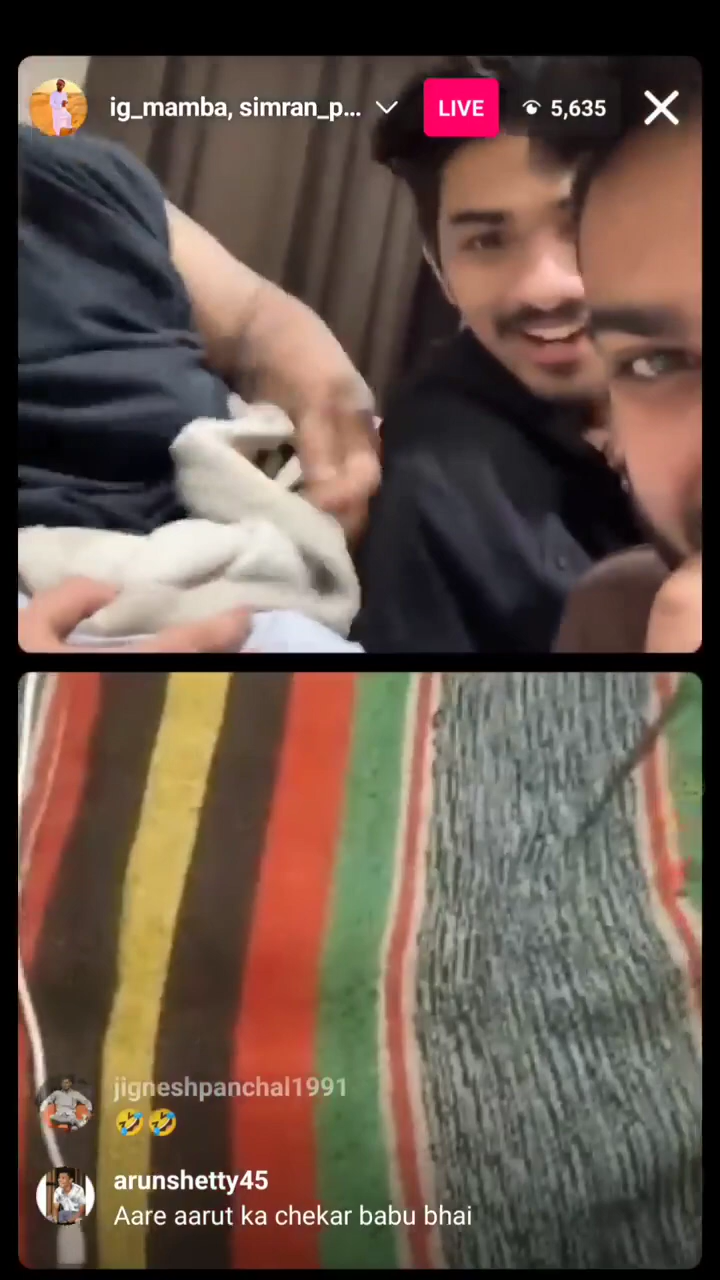 ig_mamba, simran_p...
LIVE
5,635
jigneshpanchal1991
🤣🤣
arunshetty45
Aare aarut ka chekar babu bhai